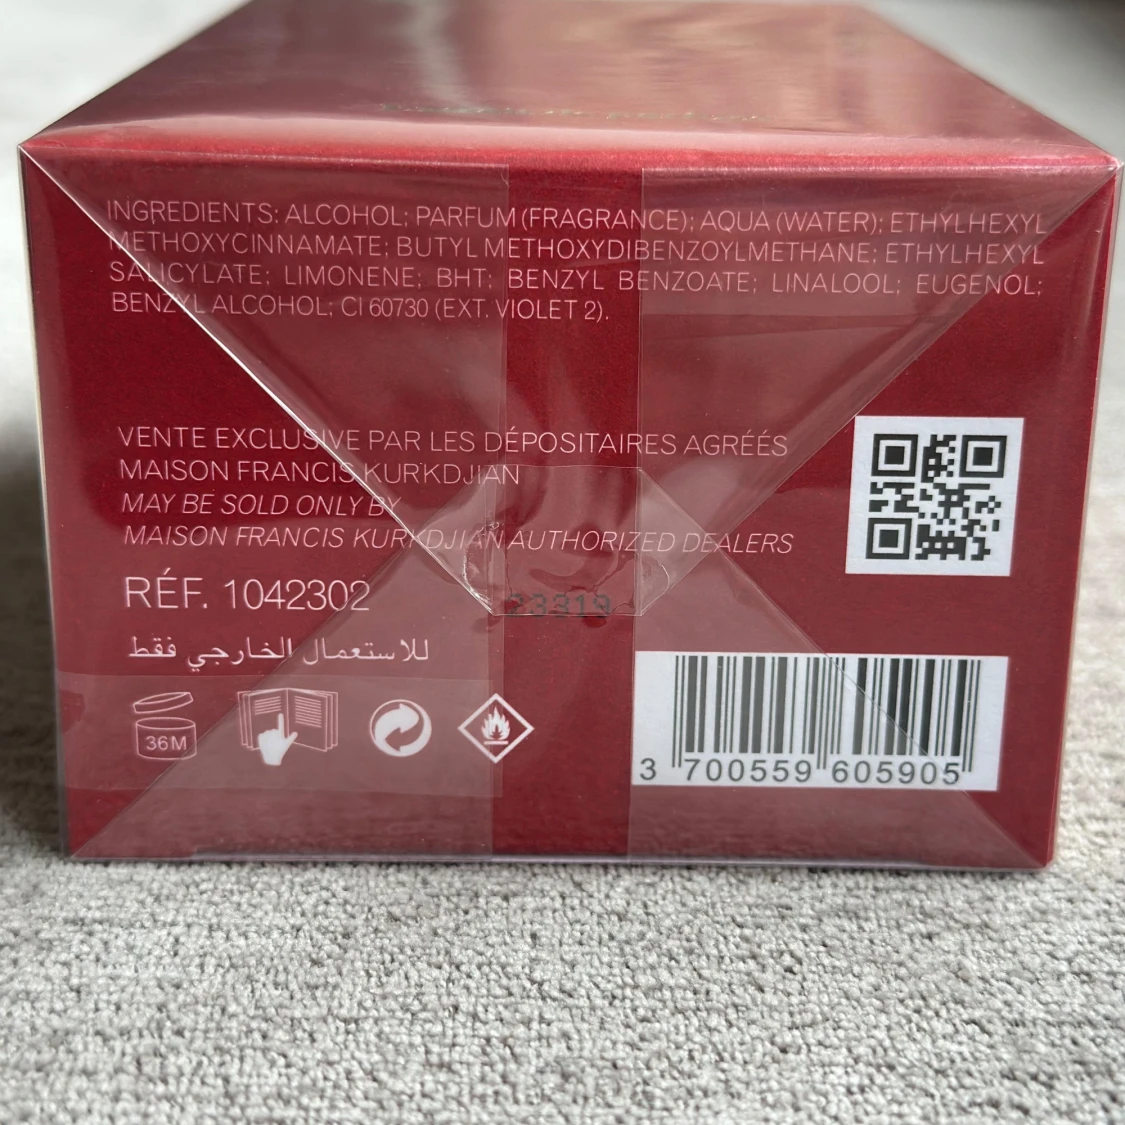 INGREDIENTS: ALCOHOL; PARFUM (FRAGRANCE); AQUA (WATER); ETHYLHEXYL
METHOXYCINNAMATE; BUTYL METHOXYDIBENZOYLMETHANE; ETHYLHEXYL
SALICYLATE; LIMONENE; BHT; BENZYL BENZOATE; LINALOOL; EUGENOL;
BENZYL ALCOHOL; CI 60730 (EXT. VIOLET 2).
VENTE EXCLUSIVE PAR LES DÉPOSITAIRES AGRÉÉS
MAISON FRANCIS KURKDJIAN
MAY BE SOLD ONLY BY
MAISON FRANCIS KURKDJIAN AUTHORIZED DEALERS
23319
RÉF. 1042302
للاستعمال الخارجي فقط
36M
3 700559 605905